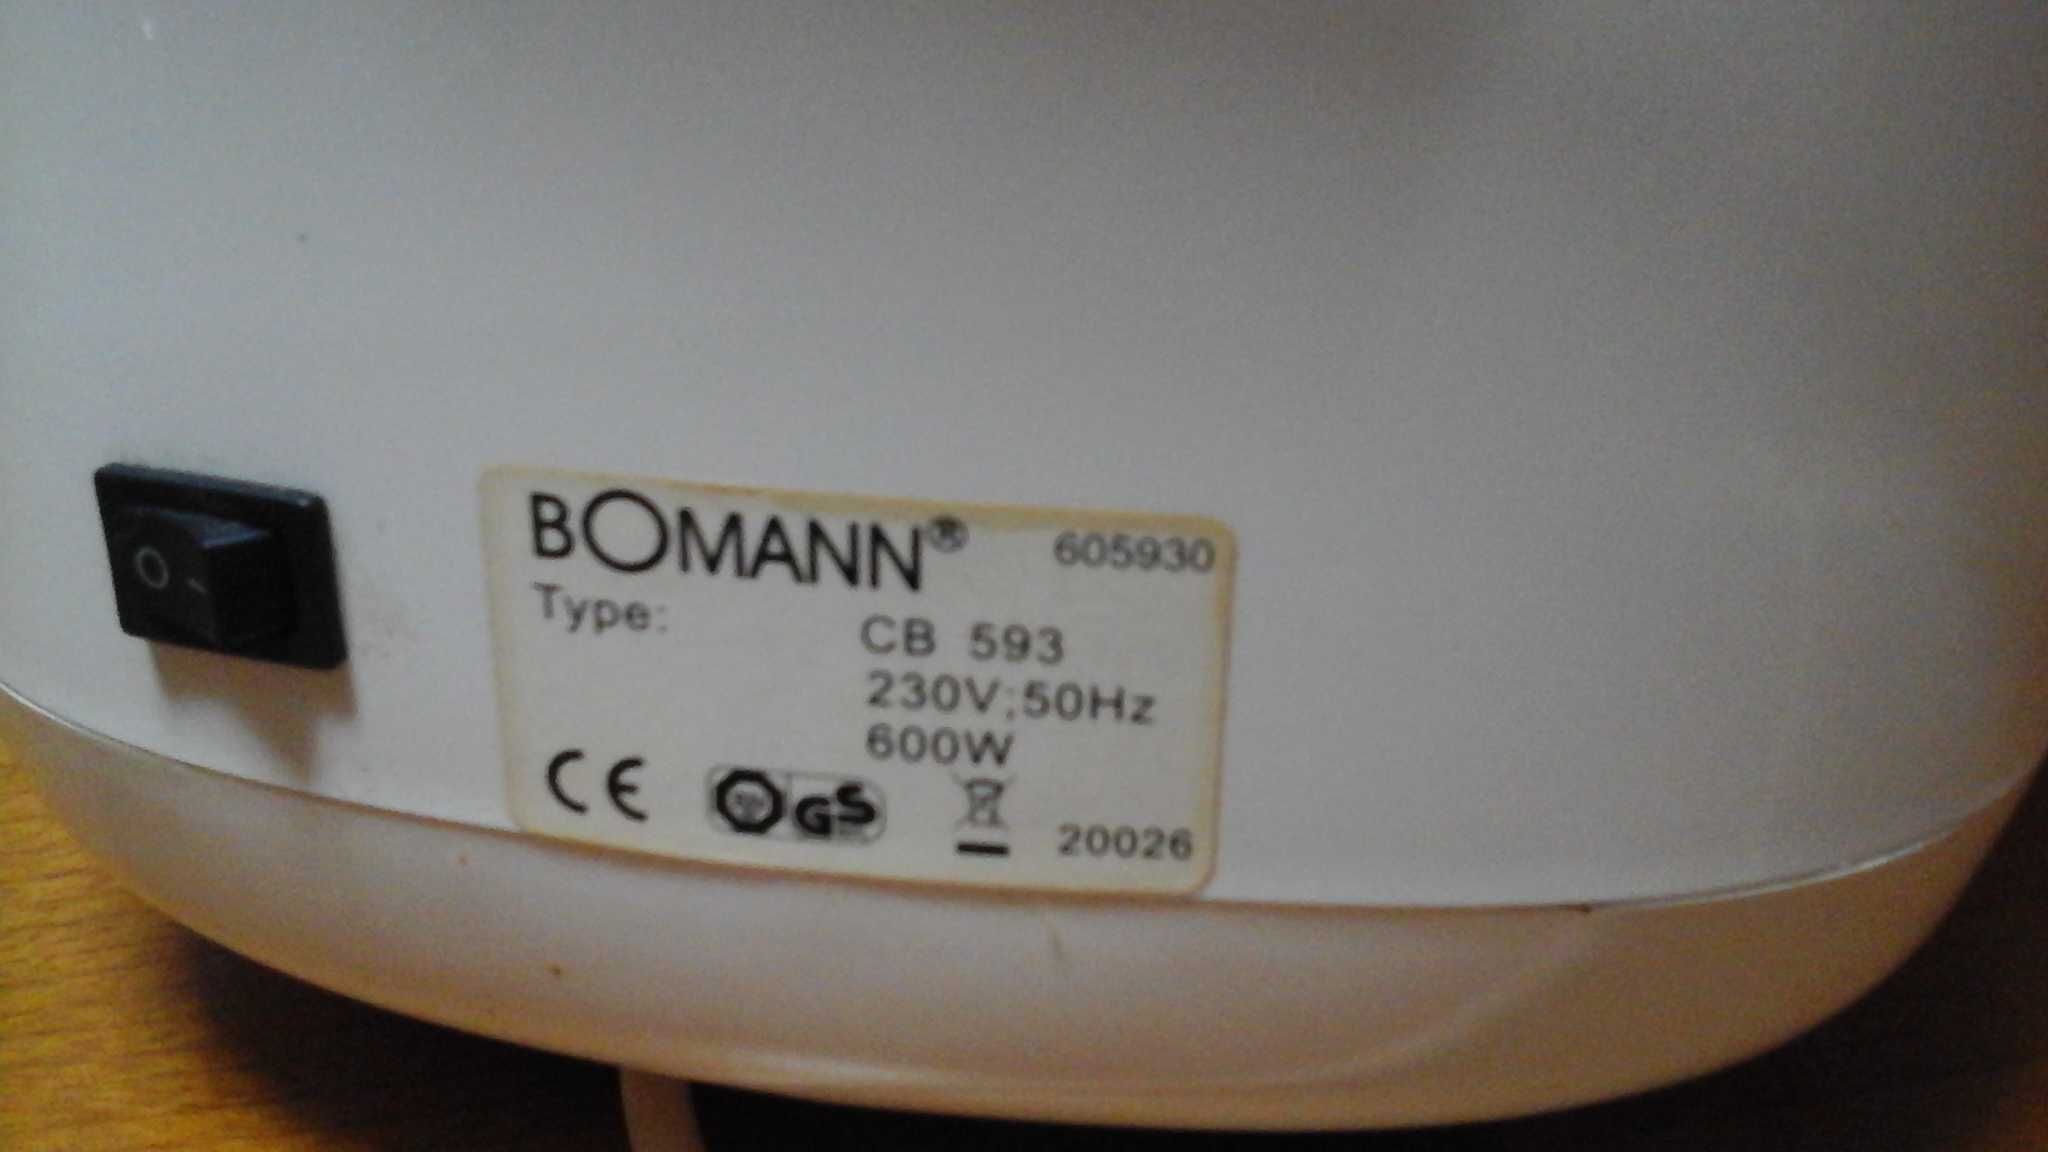 BOMANN® 605930
Type:
CB 593
230V;50Hz
600W
CE GS
20026
O I